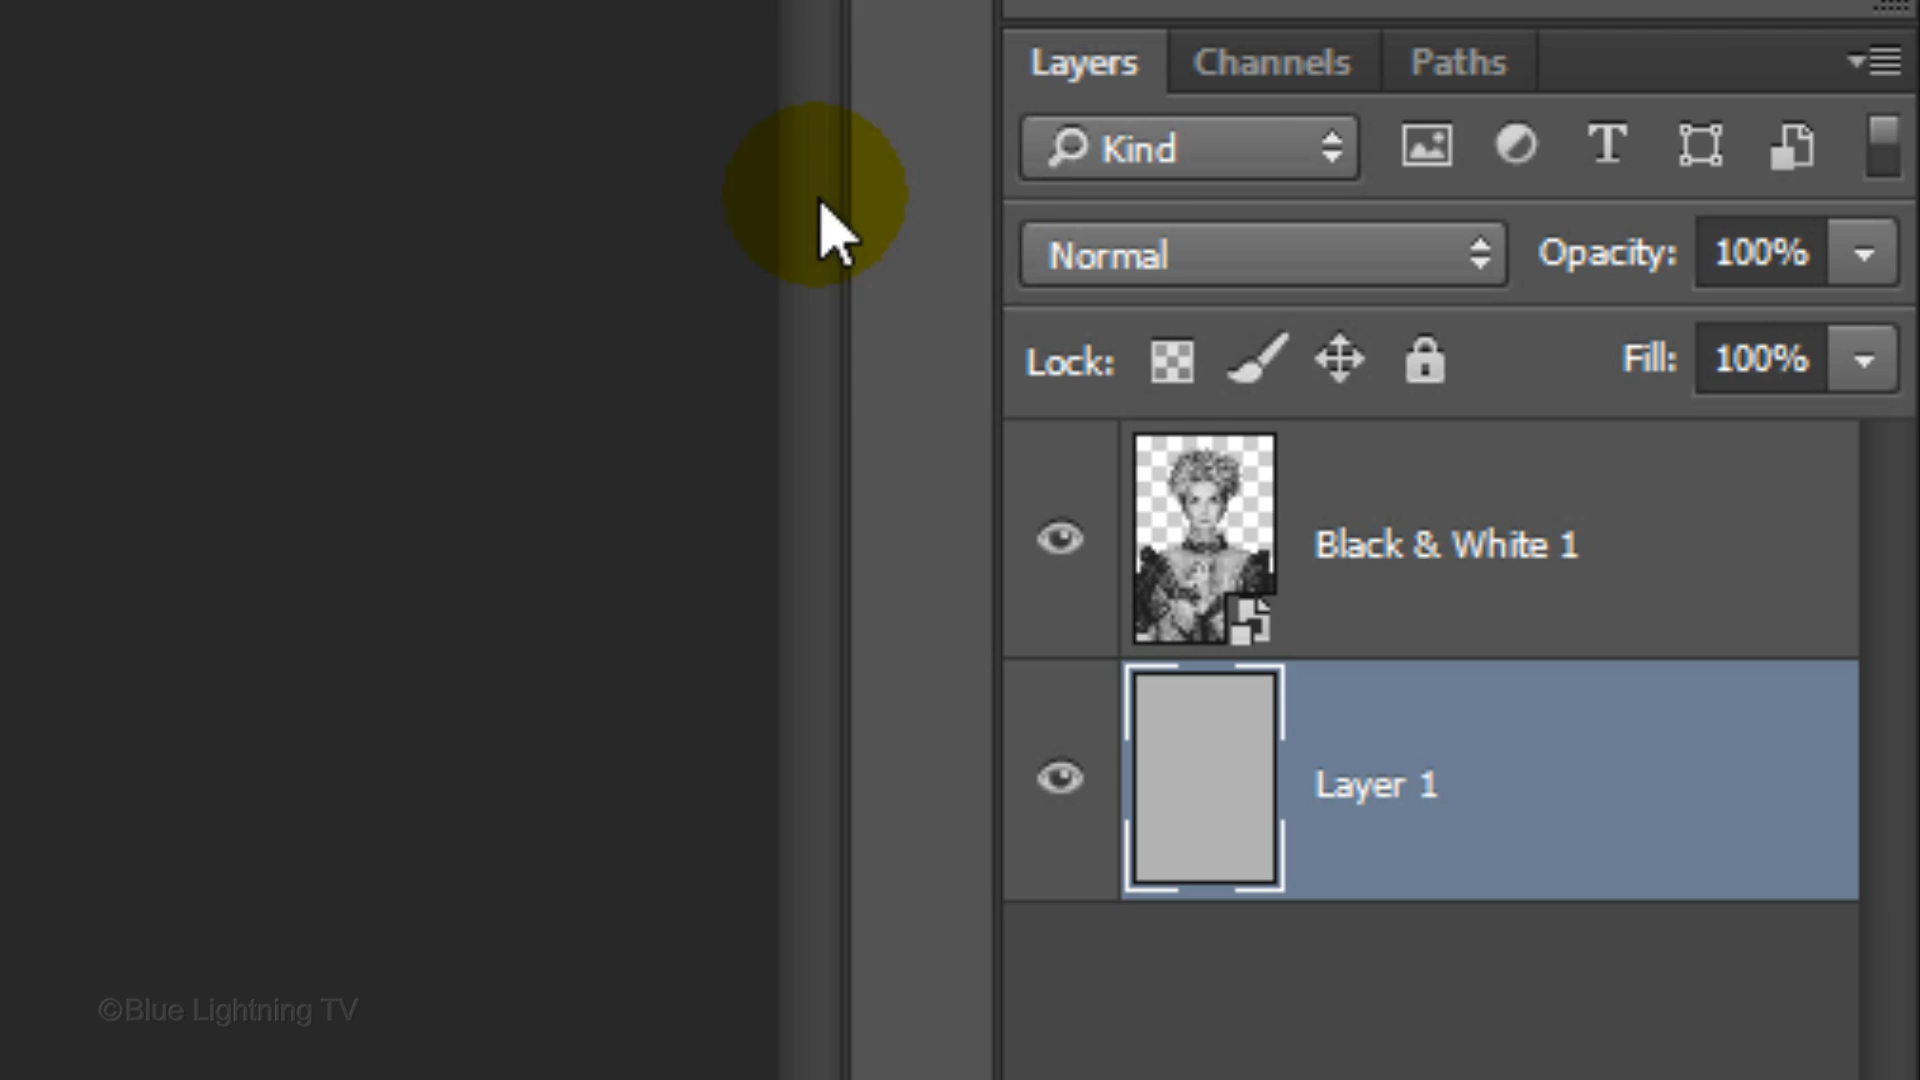 Layers Channels Paths
Kind
Normal Opacity: 100%
Lock: Fill: 100%
Black & White 1
Layer 1
©Blue Lightning TV